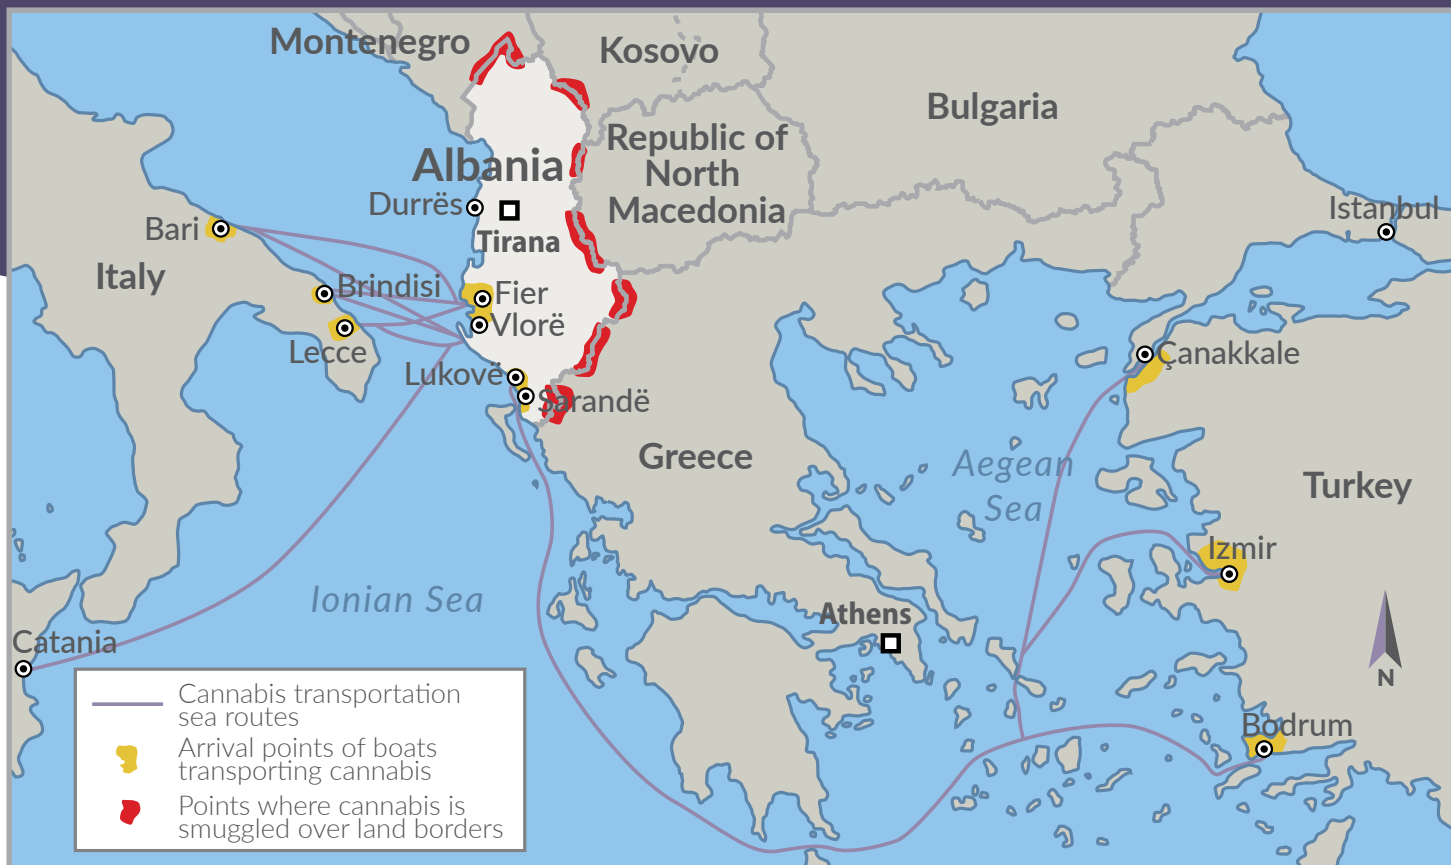 Montenegro
Kosovo
Bulgaria
Republic of
North
Macedonia
Albania
Durrës
Tirana
Istanbul
Bari
Italy
Brindisi
Fier
Vlorë
Lecce
Lukovë
Sarandë
Çanakkale
Greece
Aegean
Sea
Turkey
Izmir
Ionian Sea
Athens
Catania
N
Bodrum
Cannabis transportation
sea routes
Arrival points of boats
transporting cannabis
Points where cannabis is
smuggled over land borders